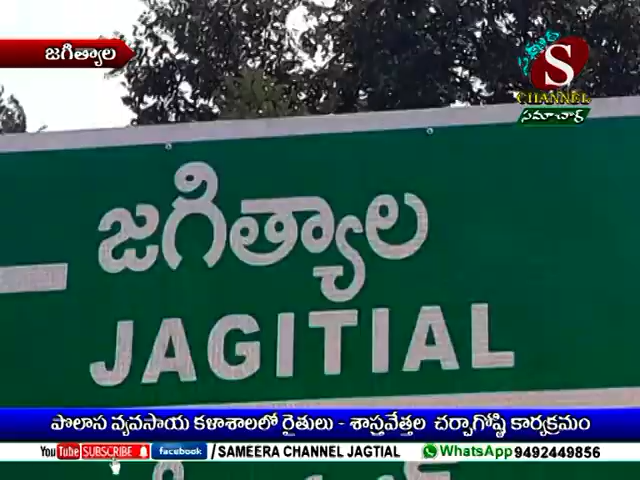 జగిత్యాల
S
CHANNEL
సమాచార్
జగిత్యాల
JAGITIAL
పొలాస వ్యవసాయ కళాశాలలో రైతులు - శాస్త్రవేత్తల చర్చాగోష్ఠి కార్యక్రమం
YouTube SUBSCRIBE facebook /SAMEERA CHANNEL JAGTIAL WhatsApp 9492449856